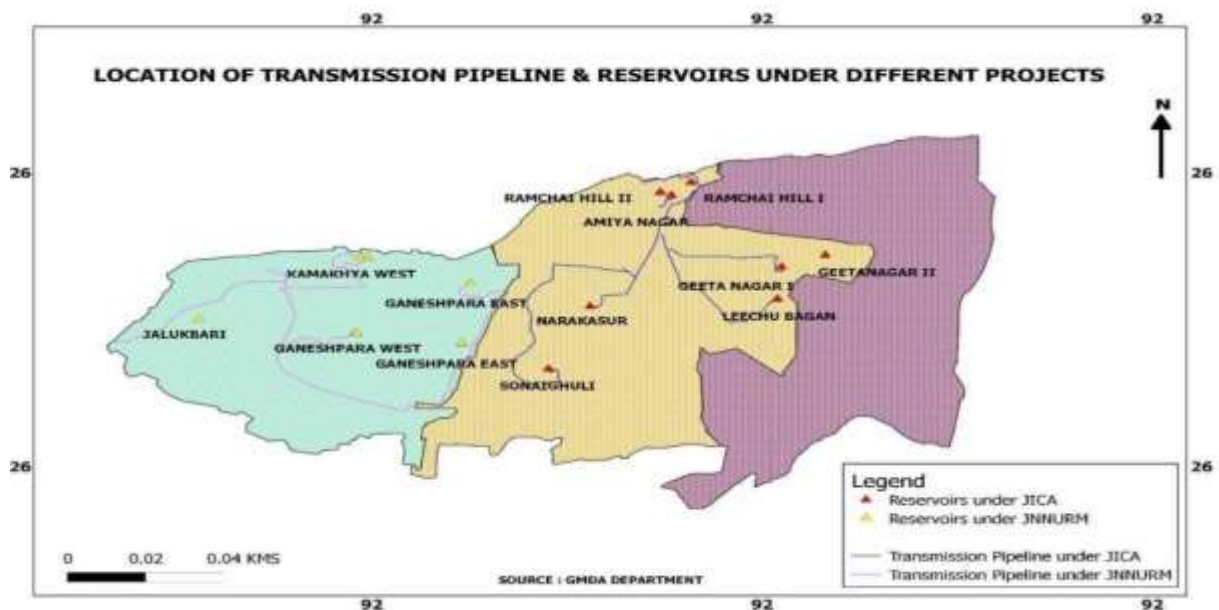 92 92 92
LOCATION OF TRANSMISSION PIPELINE & RESERVOIRS UNDER DIFFERENT PROJECTS
N
26 26
RAMCHAI HILL II RAMCHAI HILL I
AMIYA NAGAR
KAMAKHYA WEST
GEETANAGAR II
GEETA NAGAR I
GANESHPARA EAST
NARAKASUR
LEECHU BAGAN
JALUKBARI
GANESHPARA WEST
GANESHPARA EAST
SONAIGHULI
26 26
Legend
Reservoirs under JICA
Reservoirs under JNNURM
Transmission Pipeline under JICA
Transmission Pipeline under JNNURM
0 0,02 0,04 KMS
SOURCE : GMDA DEPARTMENT
92 92 92